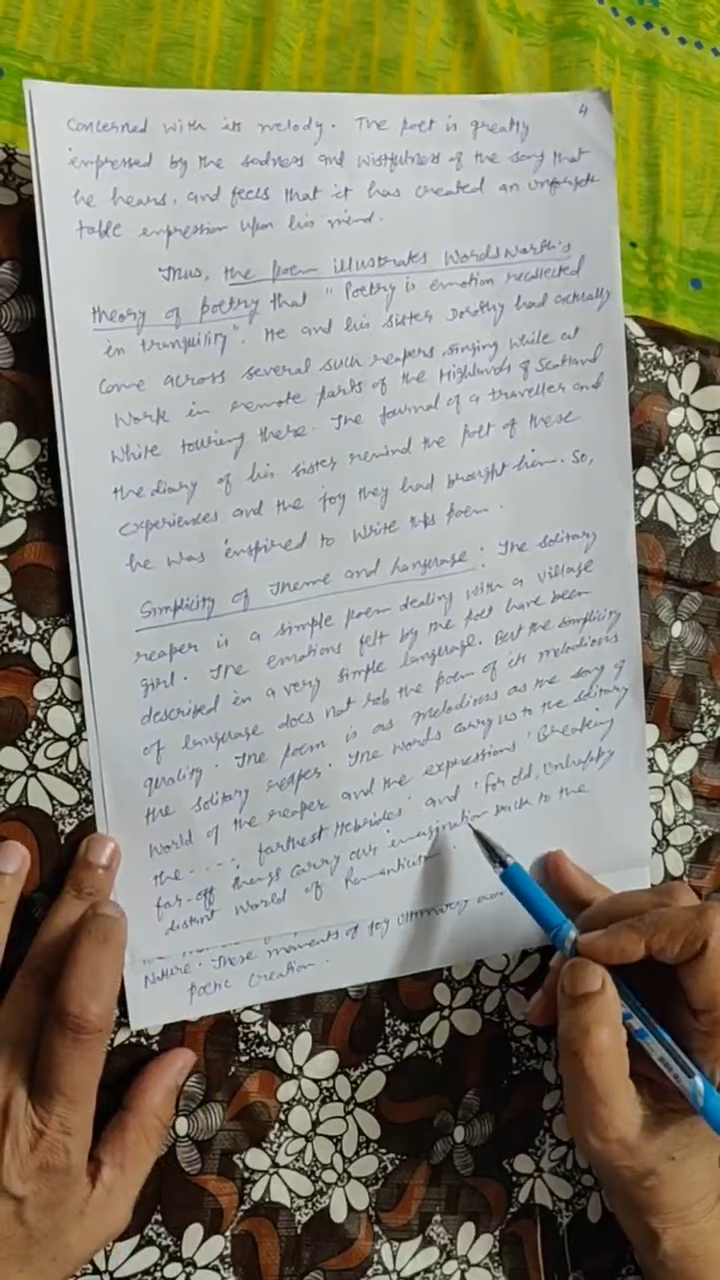 4
Concerned with its melody. The poet is greatly
impressed by the sadness and wistfulness of the song that
he hears, and feels that it has created an unforget-
table expression upon his mind.
Thus, the poem illustrates Wordsworth's
theory of poetry that "Poetry is emotion recollected
in tranquility". He and his sister Dorothy had actually
Come across several such reapers singing while at
work in remote parts of the Highlands of Scotland
while touring there. The Journal of a traveller and
the diary of his sister remind the poet of these
experiences and the joy they had brought him. So,
he was inspired to write this poem.
Simplicity of Theme and Language: The solitary
reaper is a simple poem dealing with a village
girl. The emotions felt by the poet have been
described in a very simple language. But the simplicity
of language does not rob the poem of its melodious
quality. The poem is as melodious as the song of
the solitary reaper. The words carry us to the solitary
world of the reaper and the expressions 'Breaking
the .... farthest Hebrides' and 'for old, unhappy
far-off things carry our imagination back to the
distint world of Romanticism.
Nature. These moments of joy ultimately
poetic creation.